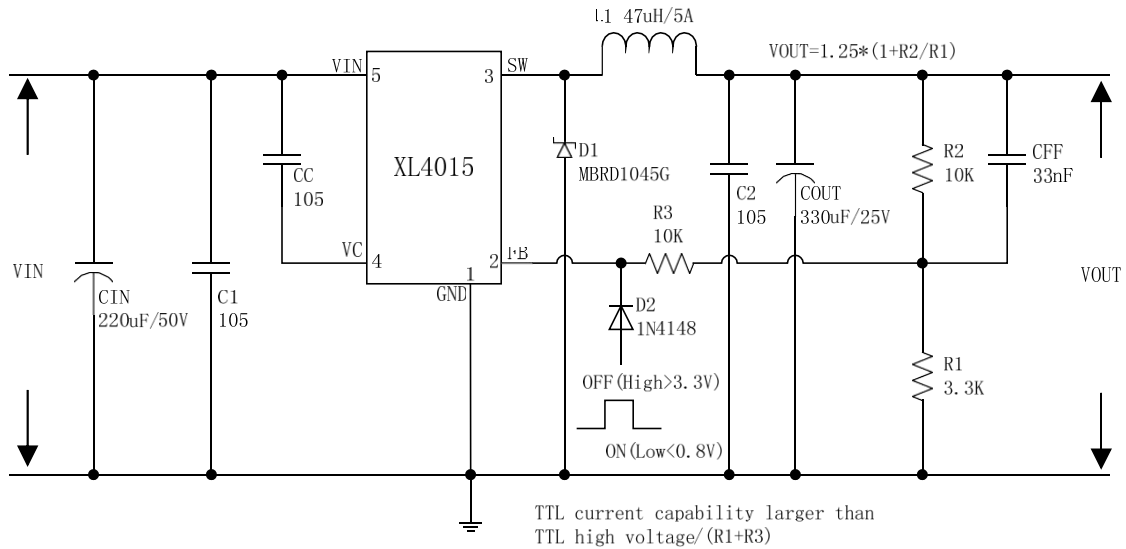 47uH/5A
VOUT=1.25*(1+R2/R1)
VIN
5
3
SW
XL4015
CC
105
D1
MBRD1045G
R2
10K
CFF
33nF
C2
105
COUT
330uF/25V
R3
10K
VC
4
2
1
GND
VIN
VOUT
CIN
220uF/50V
C1
105
D2
1N4148
OFF(High>3.3V)
R1
3.3K
ON(Low<0.8V)
TTL current capability larger than
TTL high voltage/(R1+R3)